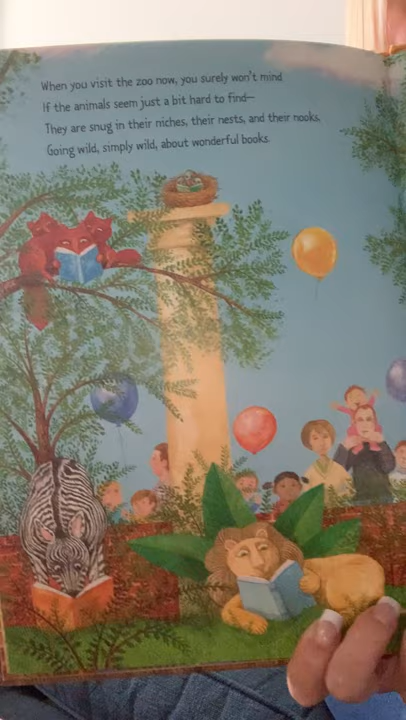 When you visit the zoo now, you surely won't mind
If the animals seem just a bit hard to find—
They are snug in their niches, their nests, and their nooks,
Going wild, simply wild, about wonderful books.